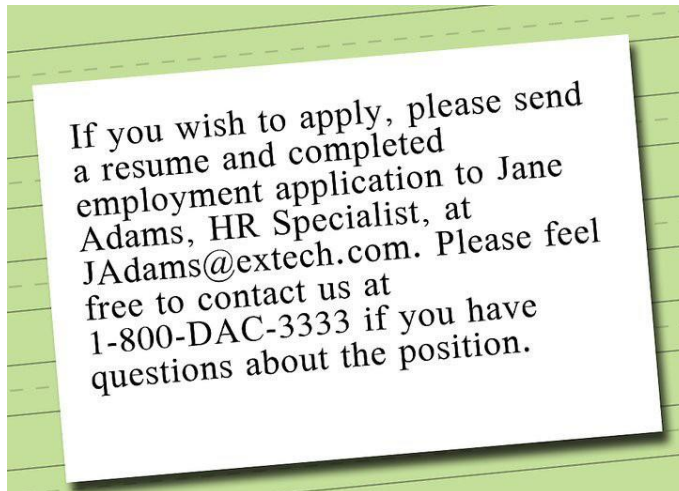 If you wish to apply, please send
a resume and completed
employment application to Jane
Adams, HR Specialist, at
JAdams@extech.com. Please feel
free to contact us at
1-800-DAC-3333 if you have
questions about the position.